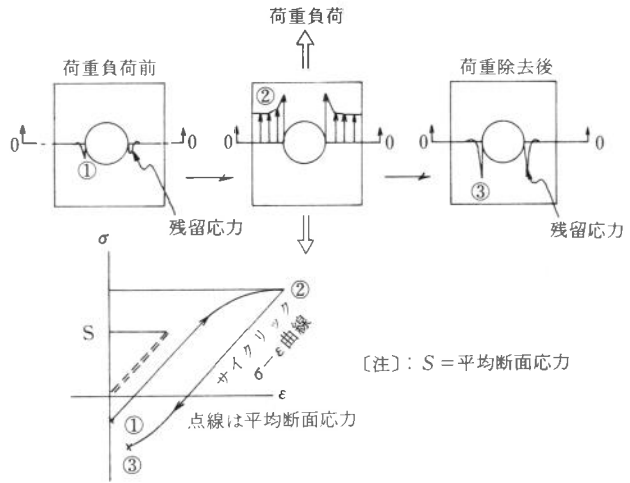 荷重負荷
荷重負荷前
荷重除去後
②
0 0
①
残留応力
0 0
0 0
③
残留応力
σ
②
S
サイクリック
σ−ε曲線
〔注〕: S=平均断面応力
ε
①
点線は平均断面応力
③